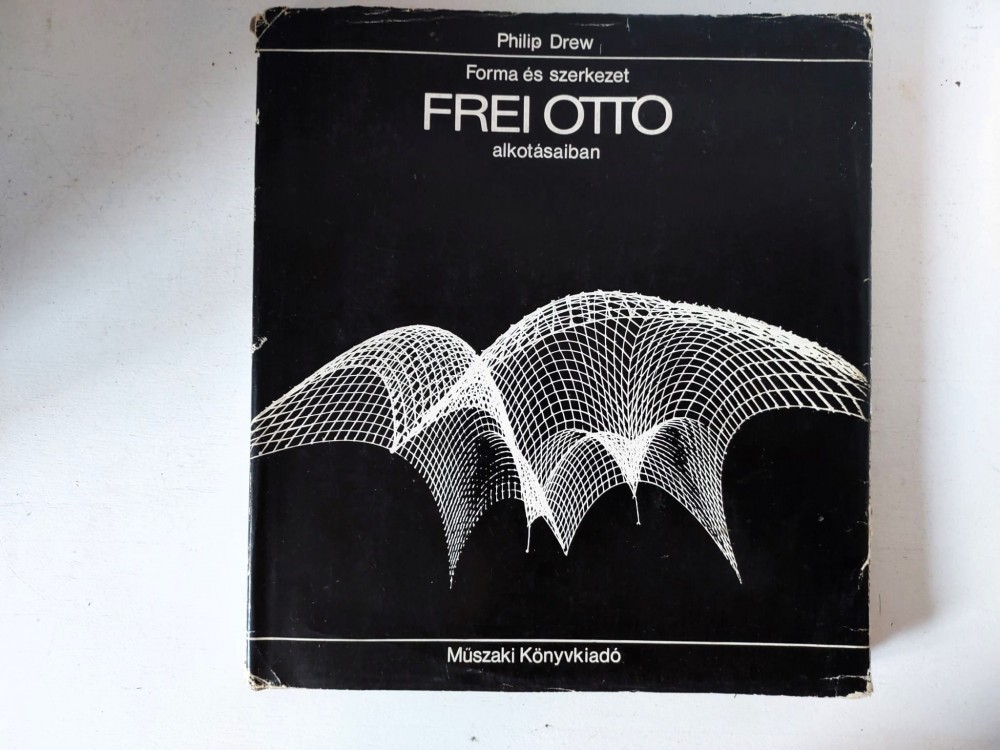 Philip Drew
Forma és szerkezet
FREI OTTO
alkotásaiban
Műszaki Könyvkiadó